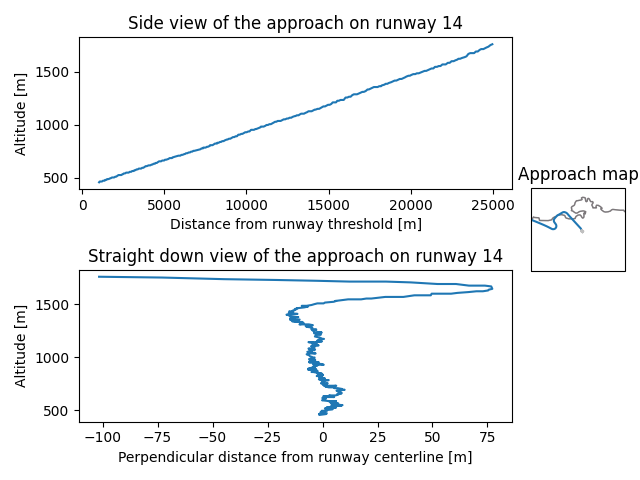 Side view of the approach on runway 14
Altitude [m]
1500
1000
500
0
5000
10000
15000
20000
25000
Distance from runway threshold [m]
Approach map
Straight down view of the approach on runway 14
Altitude [m]
1500
1000
500
−100
−75
−50
−25
0
25
50
75
Perpendicular distance from runway centerline [m]